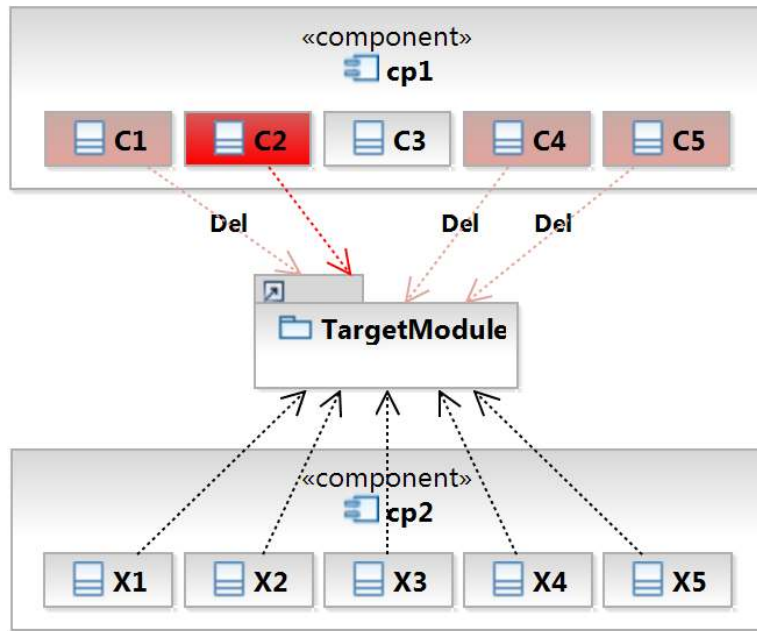 «component»
cp1
C1 C2 C3 C4 C5
Del Del Del
TargetModule
«component»
cp2
X1 X2 X3 X4 X5